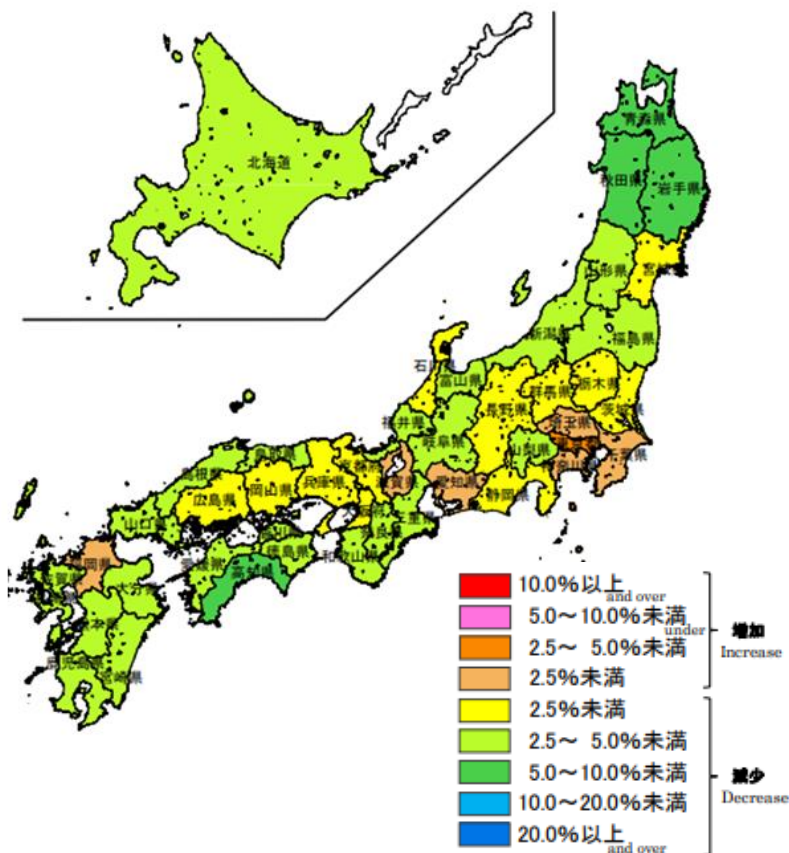 北海道
青森県
秋田県
岩手県
山形県
宮城県
新潟県
福島県
石川県
富山県
栃木県
群馬県
茨城県
長野県
埼玉県
福井県
岐阜県
山梨県
千葉県
鳥取県
京都府
滋賀県
愛知県
静岡県
島根県
兵庫県
岡山県
広島県
三重県
奈良県
山口県
徳島県
和歌山県
愛媛県
高知県
福岡県
佐賀県
大分県
熊本県
鹿児島県
宮崎県
10.0%以上
and over
5.0～10.0%未満
under
2.5～ 5.0%未満
2.5%未満
増加
Increase
2.5%未満
2.5～ 5.0%未満
5.0～10.0%未満
10.0～20.0%未満
20.0%以上
and over
減少
Decrease